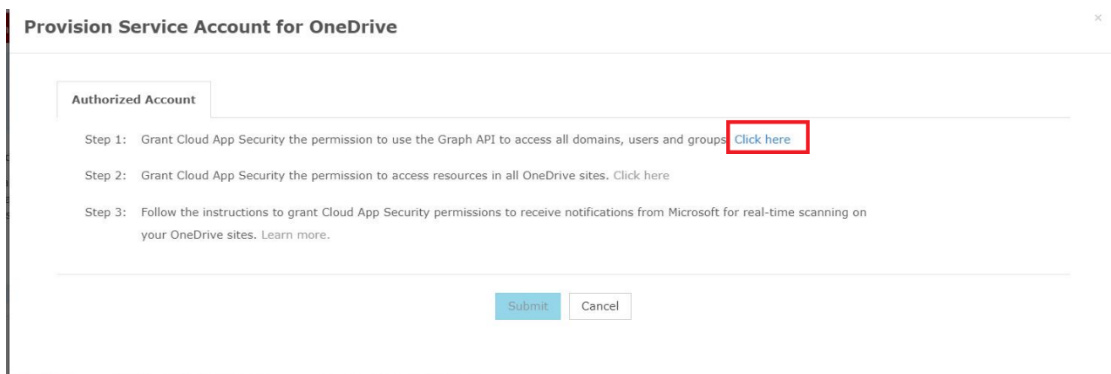 Provision Service Account for OneDrive
×
Authorized Account
Step 1: Grant Cloud App Security the permission to use the Graph API to access all domains, users and groups Click here
Step 2: Grant Cloud App Security the permission to access resources in all OneDrive sites. Click here
Step 3: Follow the instructions to grant Cloud App Security permissions to receive notifications from Microsoft for real-time scanning on
your OneDrive sites. Learn more.
Submit Cancel